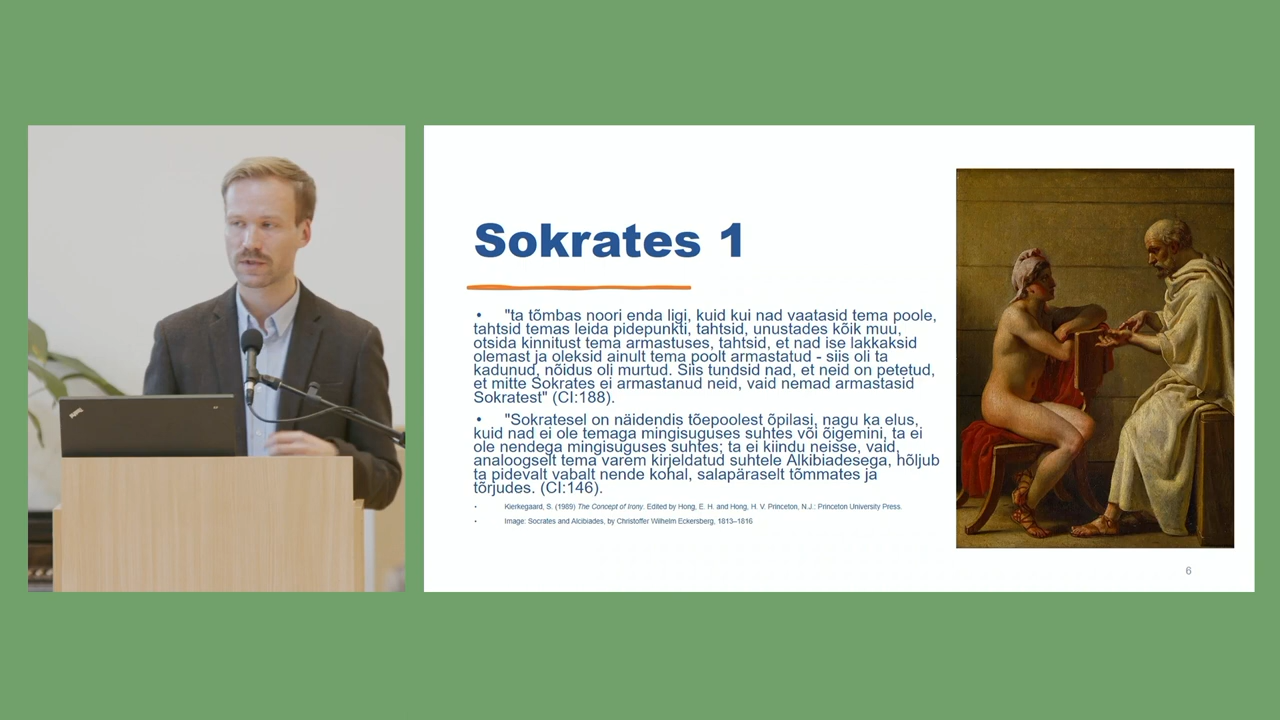 Sokrates 1
• "ta tõmbas noori enda ligi, kuid kui nad vaatasid tema poole,
tahtsid temas leida pidepunkti, tahtsid, unustades kõik muu,
otsida kinnitust tema armastuses, tahtsid, et nad ise lakkaksid
olemast ja oleksid ainult tema poolt armastatud - siis oli ta
kadunud, nõidus oli murtud. Siis tundsid nad, et neid on petetud,
et mitte Sokrates ei armastanud neid, vaid nemad armastasid
Sokratest" (CI:188).
• "Sokratesel on näidendis tõepoolest õpilasi, nagu ka elus,
kuid nad ei ole temaga mingisuguses suhtes või õigemini, ta ei
ole nendega mingisuguses suhtes; ta ei kiindu neisse, vaid,
analoogselt tema varem kirjeldatud suhtele Alkibiadesega, hõljub
ta pidevalt vabalt nende kohal, salapäraselt tõmmates ja
tõrjudes. (CI:146).
• Kierkegaard, S. (1989) The Concept of Irony. Edited by Hong, E. H. and Hong, H. V. Princeton, N.J.: Princeton University Press.
• Image: Socrates and Alcibiades, by Christoffer Wilhelm Eckersberg, 1813–1816
6